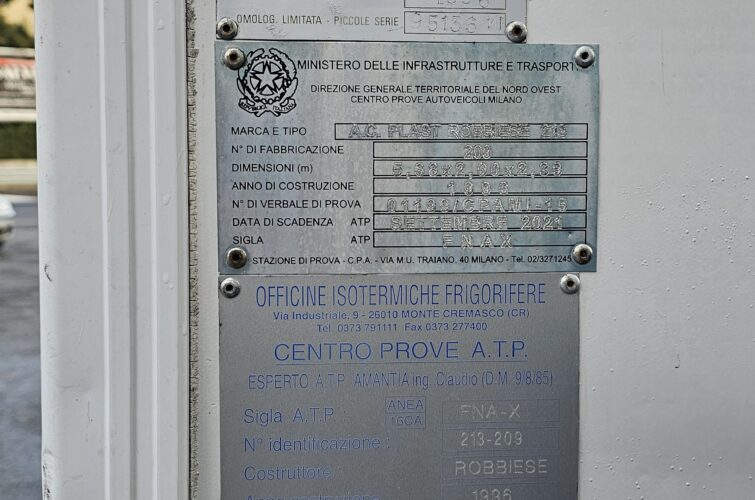 OMOLOG. LIMITATA - PICCOLE SERIE 95136 MI
MINISTERO DELLE INFRASTRUTTURE E TRASPORTI
DIREZIONE GENERALE TERRITORIALE DEL NORD OVEST
CENTRO PROVE AUTOVEICOLI MILANO
MARCA E TIPO A.C. PLAST ROBBIESE 213
N° DI FABBRICAZIONE 209
DIMENSIONI (m)
ANNO DI COSTRUZIONE
N° DI VERBALE DI PROVA
DATA DI SCADENZA ATP SETTEMBRE 2021
SIGLA ATP FNAX
STAZIONE DI PROVA - C.P.A. - VIA M.U. TRAIANO, 40 MILANO - Tel. 02/3271245
OFFICINE ISOTERMICHE FRIGORIFERE
Via Industriale, 9 - 26010 MONTE CREMASCO (CR)
Tel. 0373 791111 Fax 0373 277400
CENTRO PROVE A.T.P.
ESPERTO A.T.P. AMANTIA ing. Claudio (D.M. 9/8/85)
Sigla A.T.P. : ANEA 16CA FNA-X
N° identificazione : 213-209
Costruttore : ROBBIESE
1996